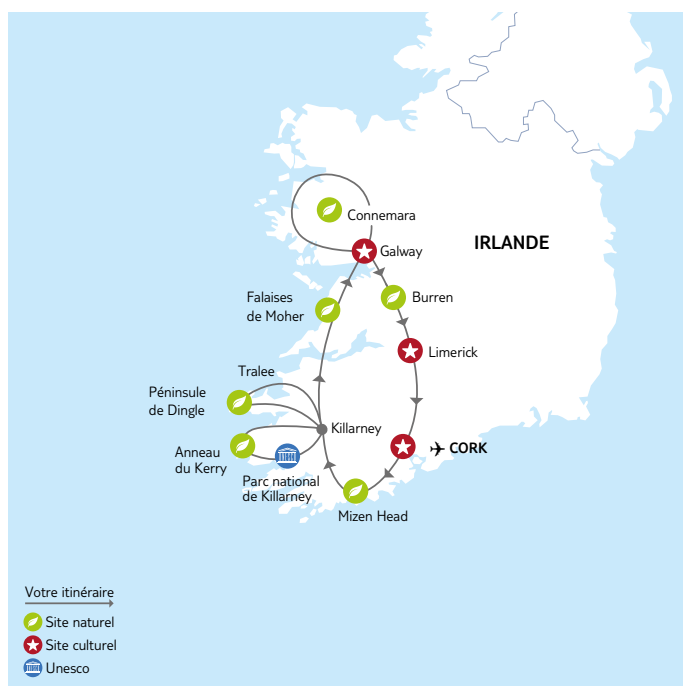 Connemara
IRLANDE
Galway
Falaises
de Moher
Burren
Limerick
Tralee
Péninsule
de Dingle
Killarney
Anneau
du Kerry
CORK
Parc national
de Killarney
Mizen Head
Votre itinéraire
Site naturel
Site culturel
Unesco